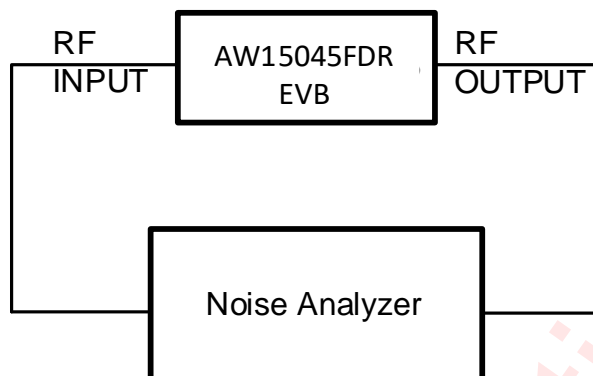 RF
INPUT
AW15045FDR
EVB
RF
OUTPUT
Noise Analyzer